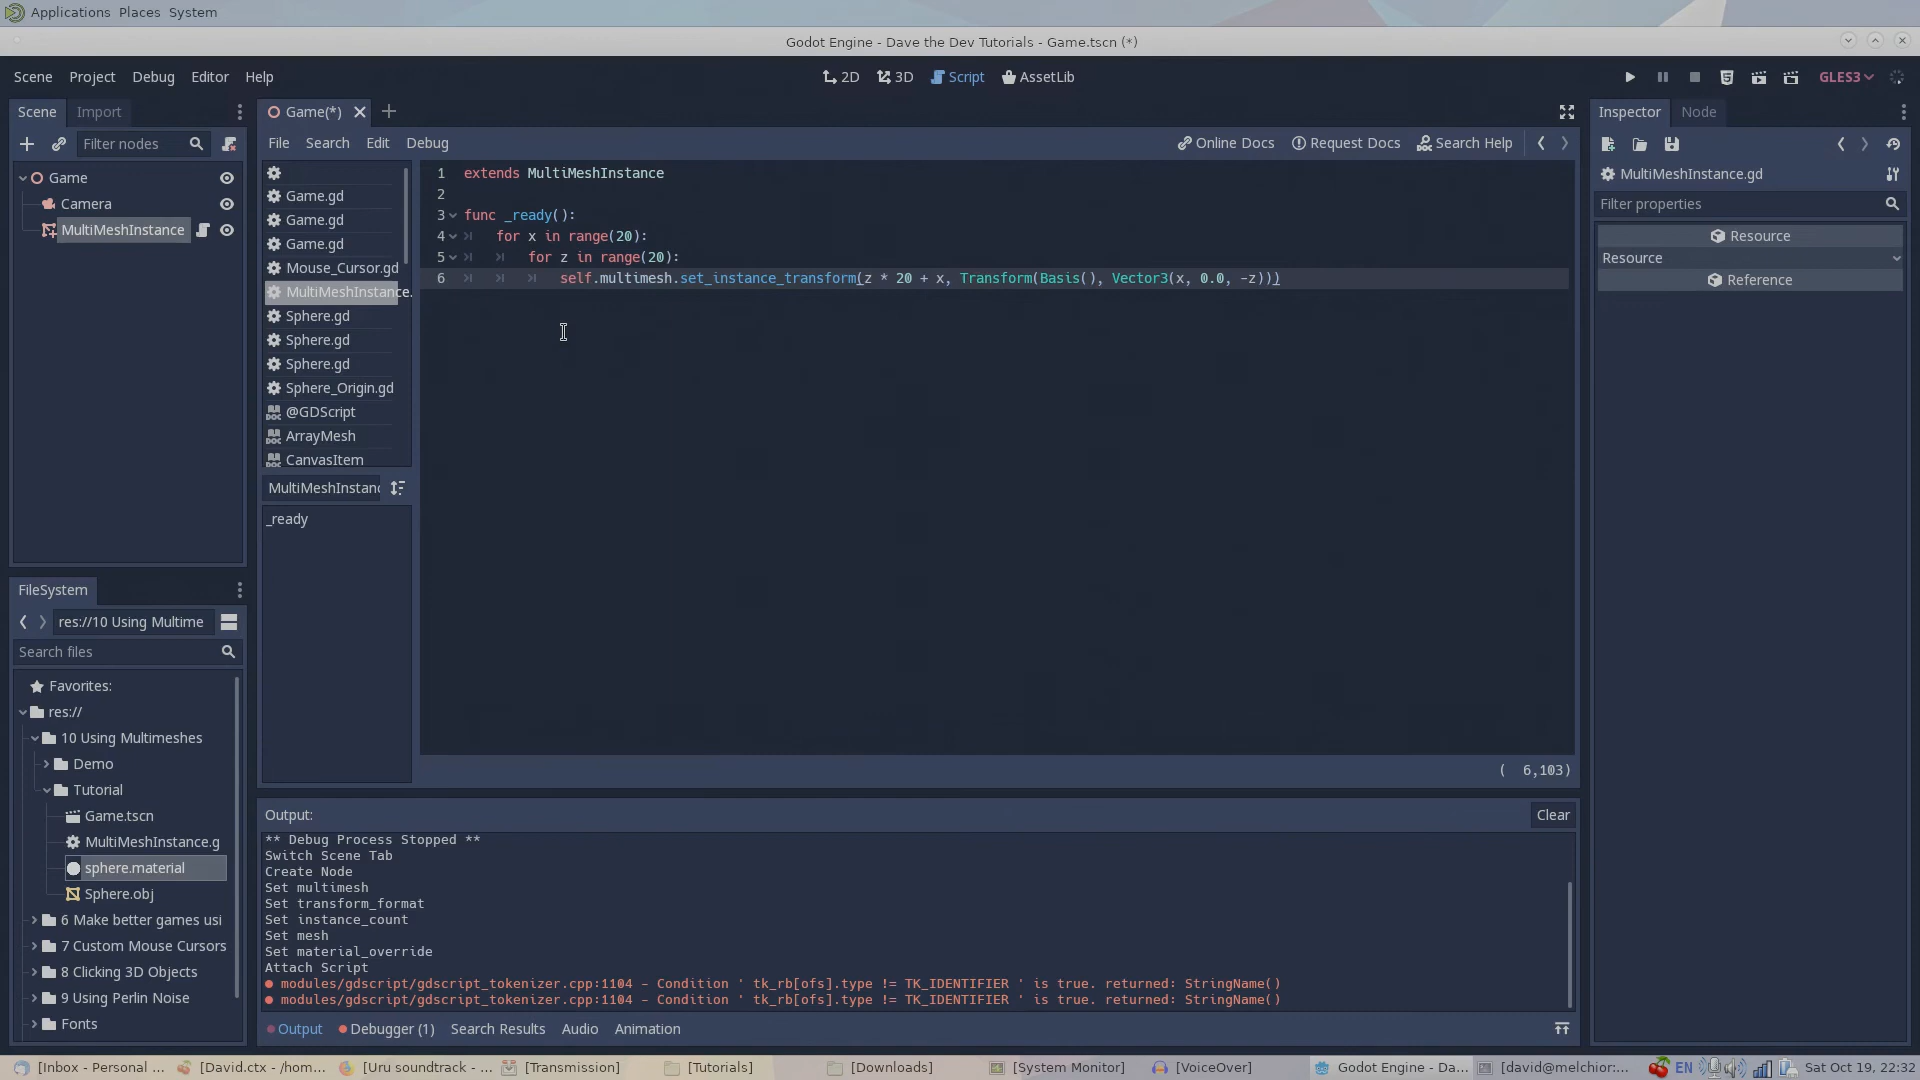 Applications Places System
Godot Engine - Dave the Dev Tutorials - Game.tscn (*)
Scene Project Debug Editor Help
2D 3D Script AssetLib
GLES3
Scene Import
Filter nodes
Game
Camera
MultiMeshInstance
Game(*)
File Search Edit Debug
Online Docs Request Docs Search Help
Game.gd
Game.gd
Game.gd
Mouse_Cursor.gd
MultiMeshInstance.
Sphere.gd
Sphere.gd
Sphere.gd
Sphere_Origin.gd
@GDScript
ArrayMesh
CanvasItem
MultiMeshInstanc
_ready
1 extends MultiMeshInstance
2
3 func _ready():
4 for x in range(20):
5 for z in range(20):
6 self.multimesh.set_instance_transform(z * 20 + x, Transform(Basis(), Vector3(x, 0.0, -z)))
( 6,103)
Inspector Node
MultiMeshInstance.gd
Filter properties
Resource
Resource
Reference
FileSystem
res://10 Using Multime
Search files
Favorites:
res://
10 Using Multimeshes
Demo
Tutorial
Game.tscn
MultiMeshInstance.g
sphere.material
Sphere.obj
6 Make better games usi
7 Custom Mouse Cursors
8 Clicking 3D Objects
9 Using Perlin Noise
Fonts
Output:
Clear
** Debug Process Stopped **
Switch Scene Tab
Create Node
Set multimesh
Set transform_format
Set instance_count
Set mesh
Set material_override
Attach Script
modules/gdscript/gdscript_tokenizer.cpp:1104 - Condition ' tk_rb[ofs].type != TK_IDENTIFIER ' is true. returned: StringName()
modules/gdscript/gdscript_tokenizer.cpp:1104 - Condition ' tk_rb[ofs].type != TK_IDENTIFIER ' is true. returned: StringName()
Output Debugger (1) Search Results Audio Animation
[Inbox - Personal ... [David.ctx - /hom... [Uru soundtrack - ... [Transmission] [Tutorials] [Downloads] [System Monitor] [VoiceOver] Godot Engine - Da... [david@melchior:... EN Sat Oct 19, 22:32